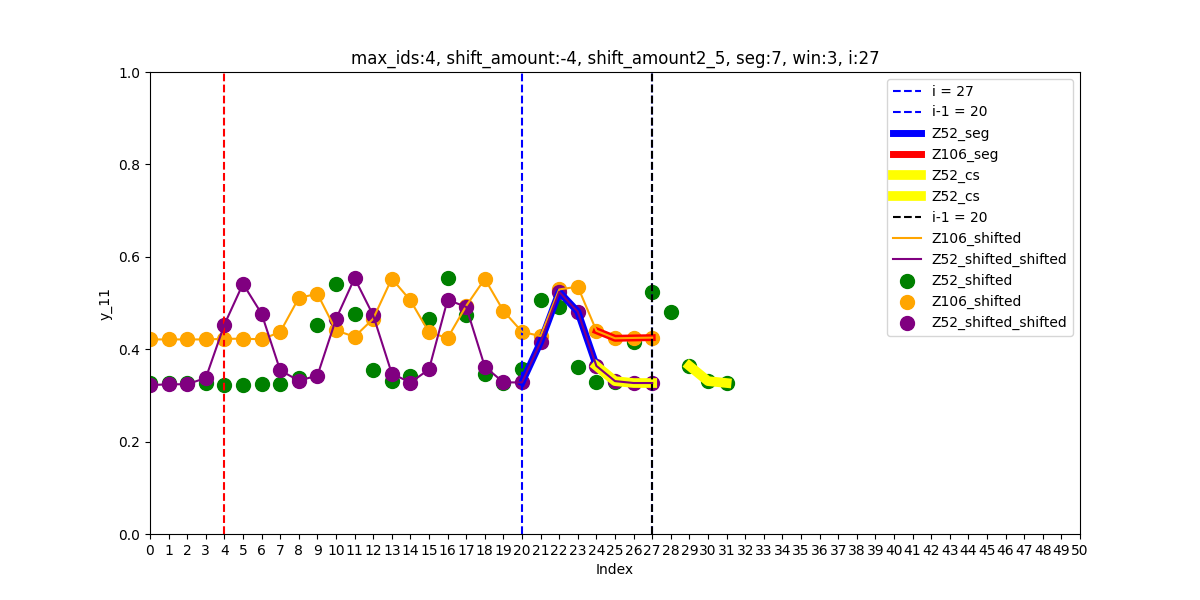 max_ids:4, shift_amount:-4, shift_amount2_5, seg:7, win:3, i:27
1.0
0.8
0.6
0.4
0.2
0.0
y_11
i = 27
i-1 = 20
Z52_seg
Z106_seg
Z52_cs
Z52_cs
i-1 = 20
Z106_shifted
Z52_shifted_shifted
Z52_shifted
Z106_shifted
Z52_shifted_shifted
0 1 2 3 4 5 6 7 8 9 10 11 12 13 14 15 16 17 18 19 20 21 22 23 24 25 26 27 28 29 30 31 32 33 34 35 36 37 38 39 40 41 42 43 44 45 46 47 48 49 50
Index